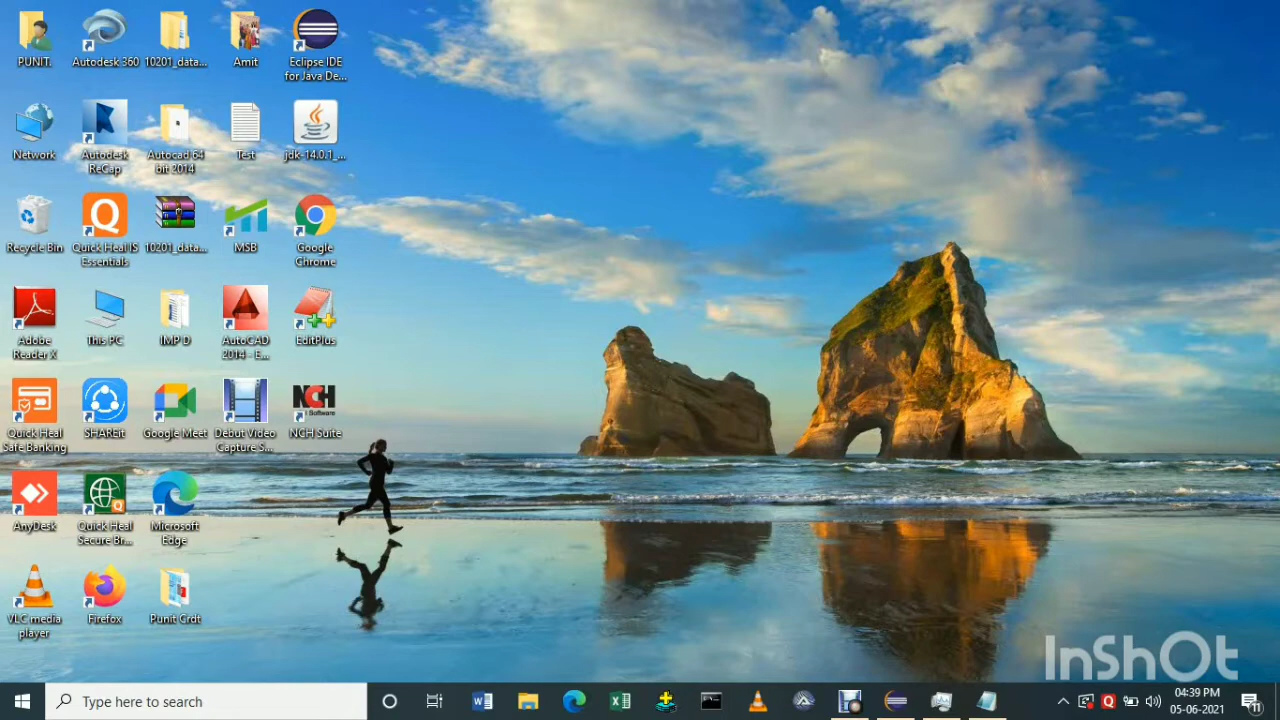 PUNIT.
Autodesk 360
10201_data...
Amit
Eclipse IDE
for Java De...
Network
Autodesk
ReCap
Autocad 64
bit 2014
Test
jdk-14.0.1_...
Recycle Bin
Quick Heal IS
Essentials
10201_data...
MSB
Google
Chrome
Adobe
Reader X
This PC
IMP D
AutoCAD
2014 - E...
EditPlus
Quick Heal
Safe Banking
SHAREit
Google Meet
Debut Video
Capture S...
NCH
Software
NCH Suite
AnyDesk
Quick Heal
Secure Br...
Microsoft
Edge
VLC media
player
Firefox
Punit Crdt
InShOt
Type here to search
04:39 PM
05-06-2021
11